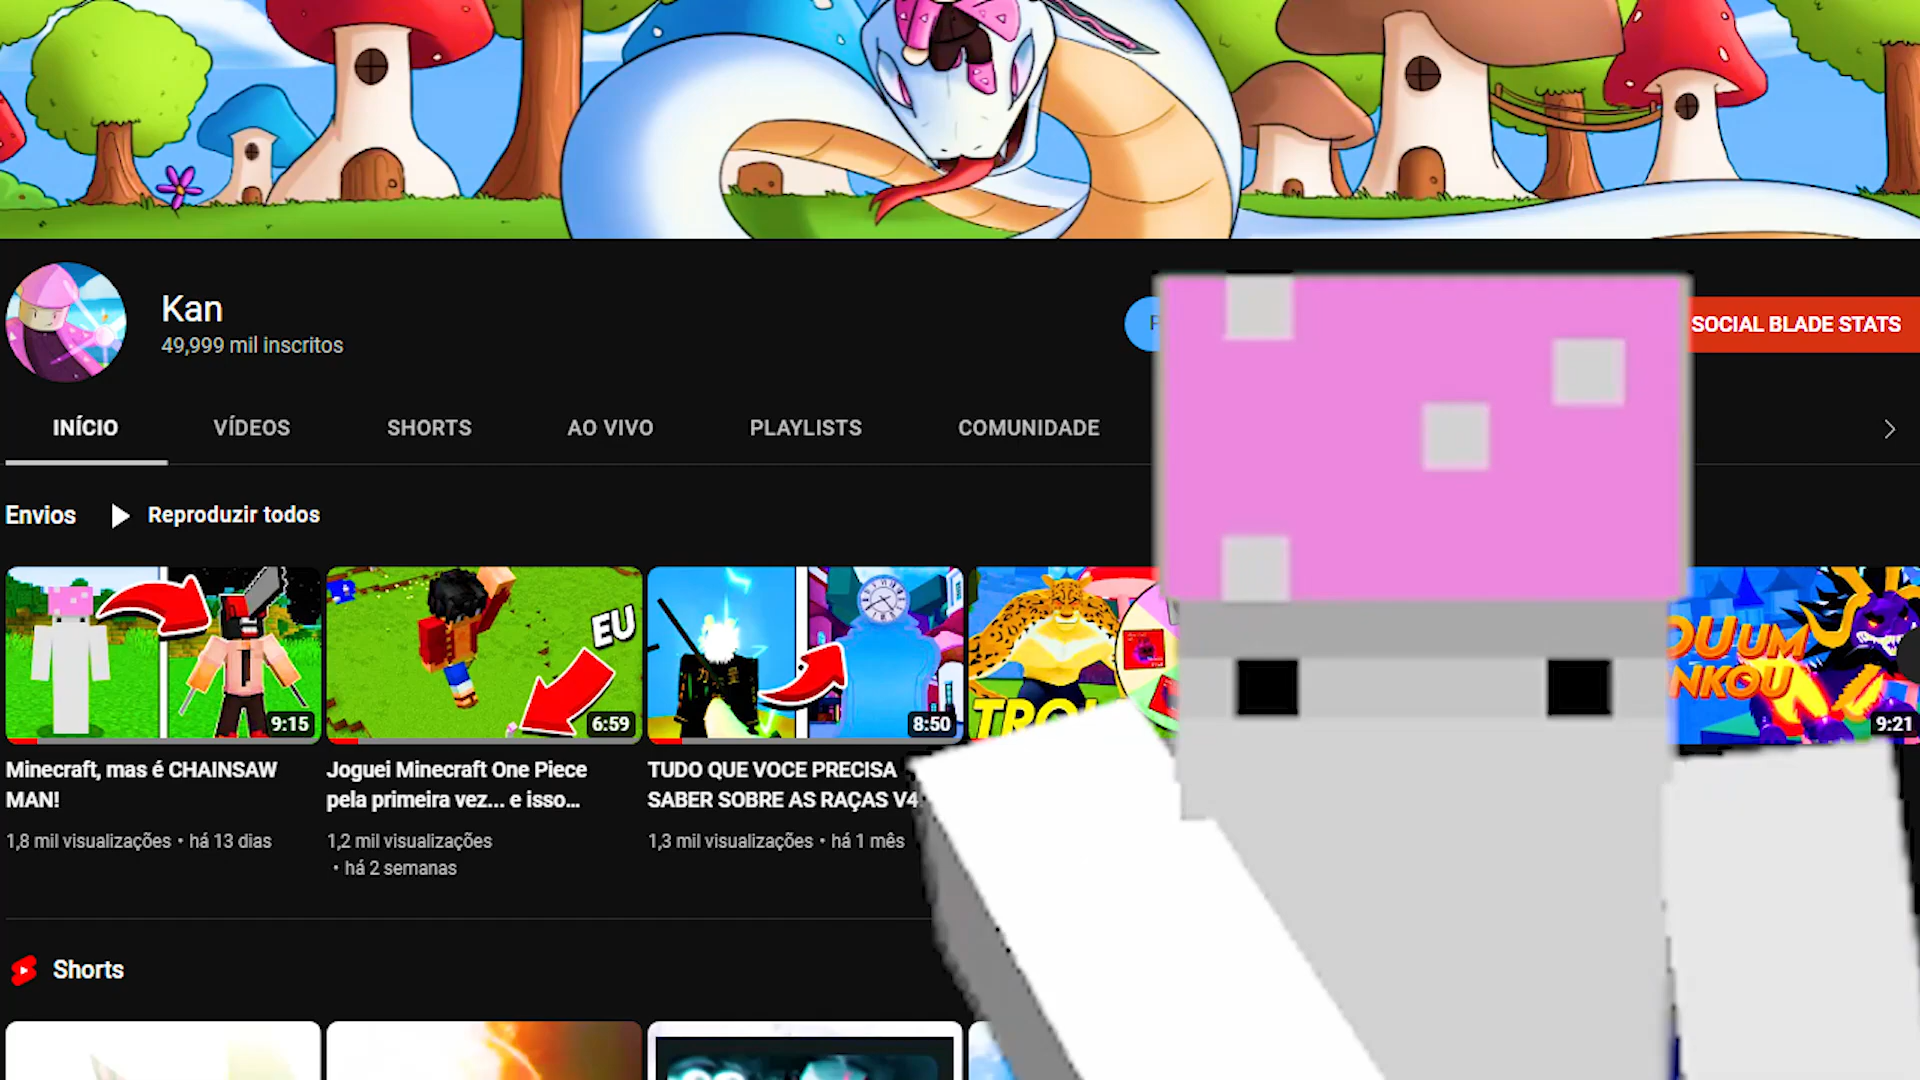 Kan
49,999 mil inscritos
SOCIAL BLADE STATS
INÍCIO VÍDEOS SHORTS AO VIVO PLAYLISTS COMUNIDADE
Envios Reproduzir todos
EU
9:15
6:59
8:50
9:21
Minecraft, mas é CHAINSAW
MAN!
1,8 mil visualizações • há 13 dias
Joguei Minecraft One Piece
pela primeira vez... e isso...
1,2 mil visualizações
• há 2 semanas
TUDO QUE VOCE PRECISA
SABER SOBRE AS RAÇAS V4
1,3 mil visualizações • há 1 mês
Shorts